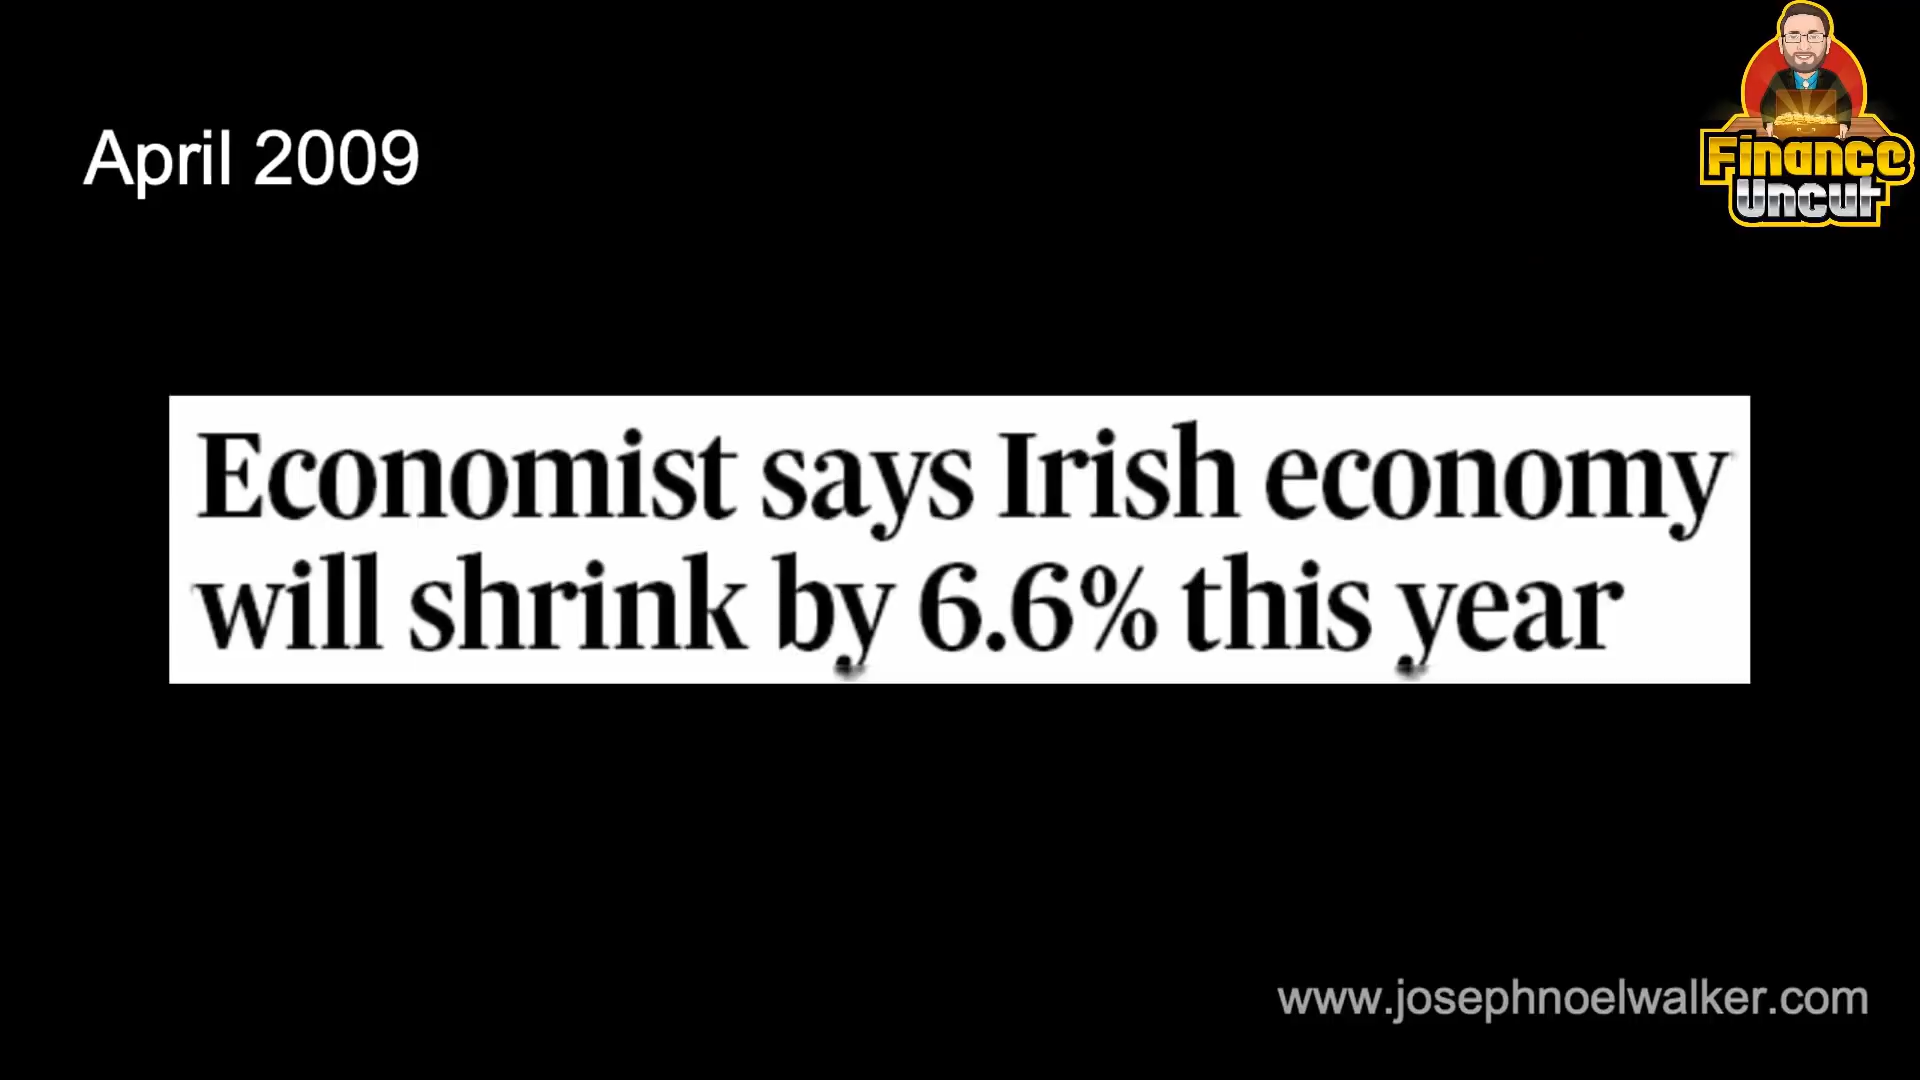 April 2009
Finance
Uncut
Economist says Irish economy
will shrink by 6.6% this year
www.josephnoelwalker.com